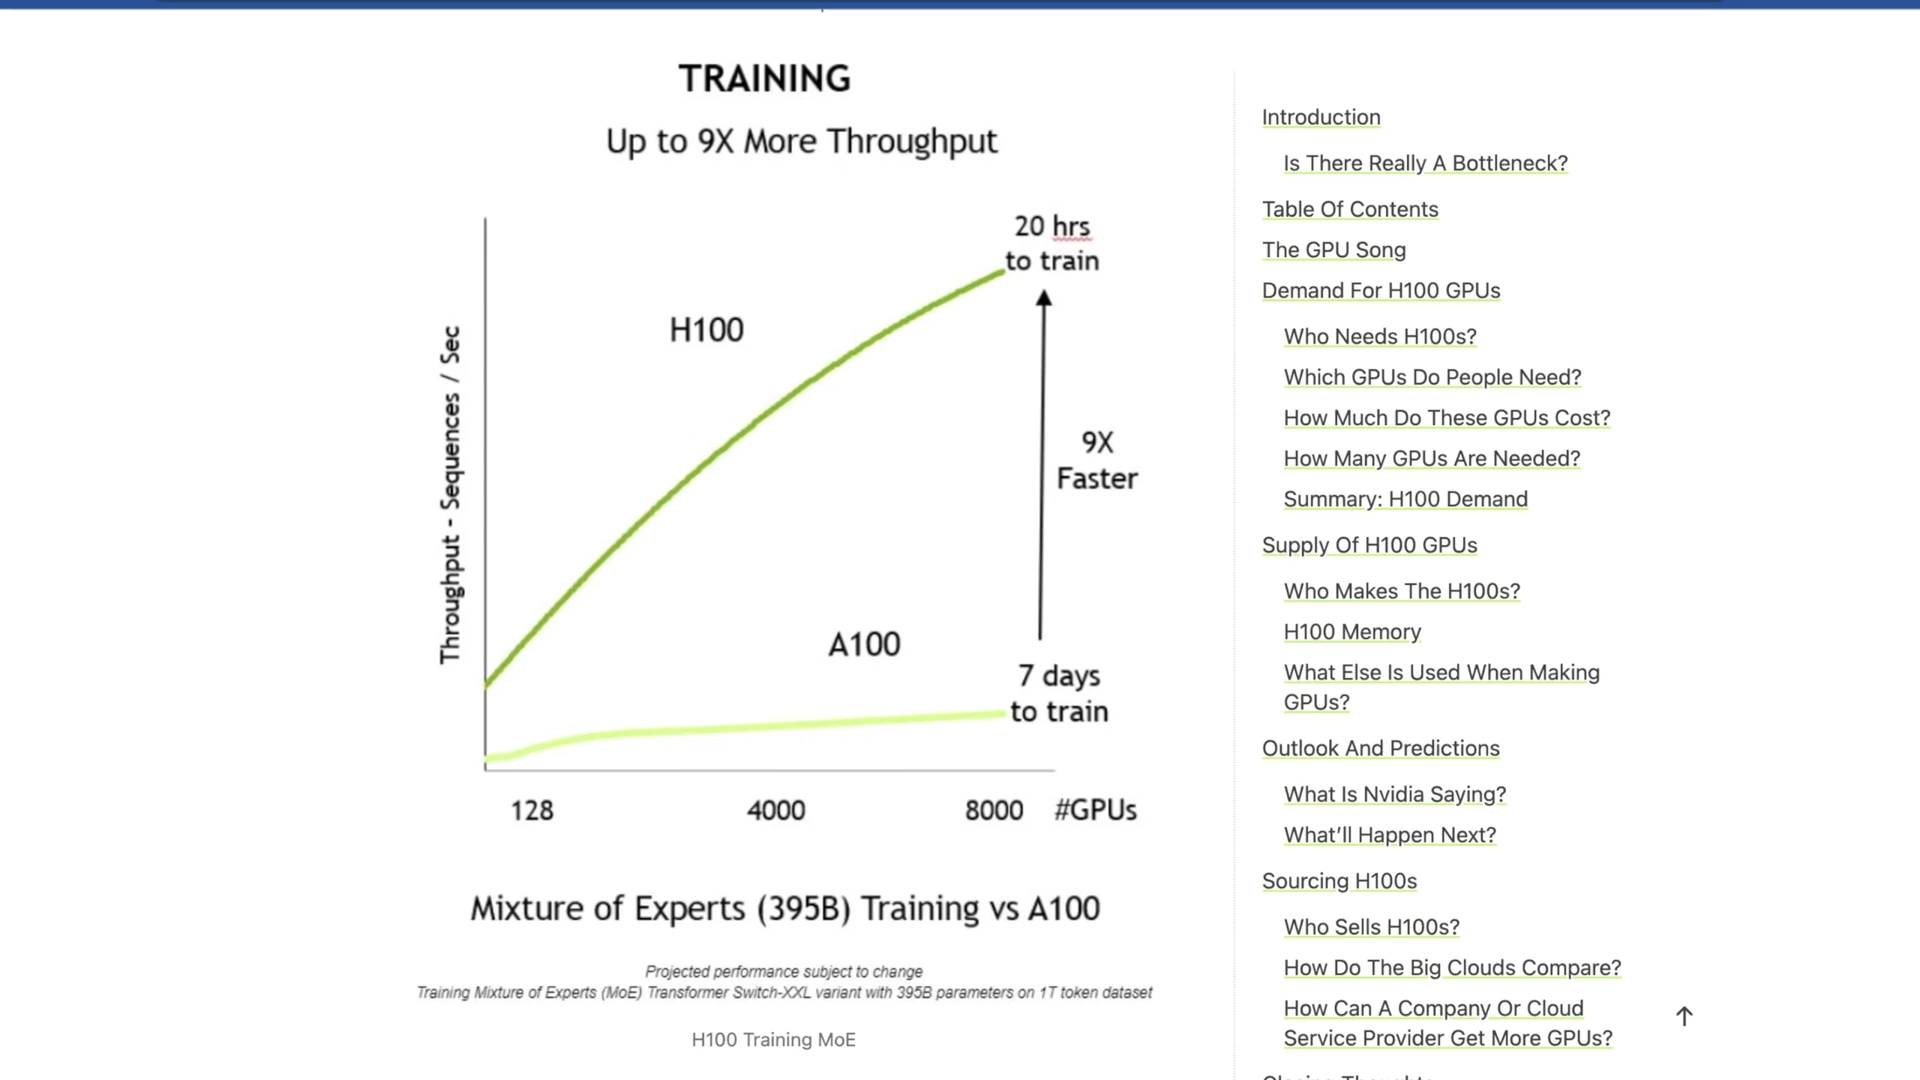 TRAINING
Up to 9X More Throughput
20 hrs
to train
H100
Throughput - Sequences / Sec
9X
Faster
A100
7 days
to train
128 4000 8000 #GPUs
Mixture of Experts (395B) Training vs A100
Projected performance subject to change
Training Mixture of Experts (MoE) Transformer Switch-XXL variant with 395B parameters on 1T token dataset
H100 Training MoE
Introduction
Is There Really A Bottleneck?
Table Of Contents
The GPU Song
Demand For H100 GPUs
Who Needs H100s?
Which GPUs Do People Need?
How Much Do These GPUs Cost?
How Many GPUs Are Needed?
Summary: H100 Demand
Supply Of H100 GPUs
Who Makes The H100s?
H100 Memory
What Else Is Used When Making
GPUs?
Outlook And Predictions
What Is Nvidia Saying?
What'll Happen Next?
Sourcing H100s
Who Sells H100s?
How Do The Big Clouds Compare?
How Can A Company Or Cloud
Service Provider Get More GPUs?